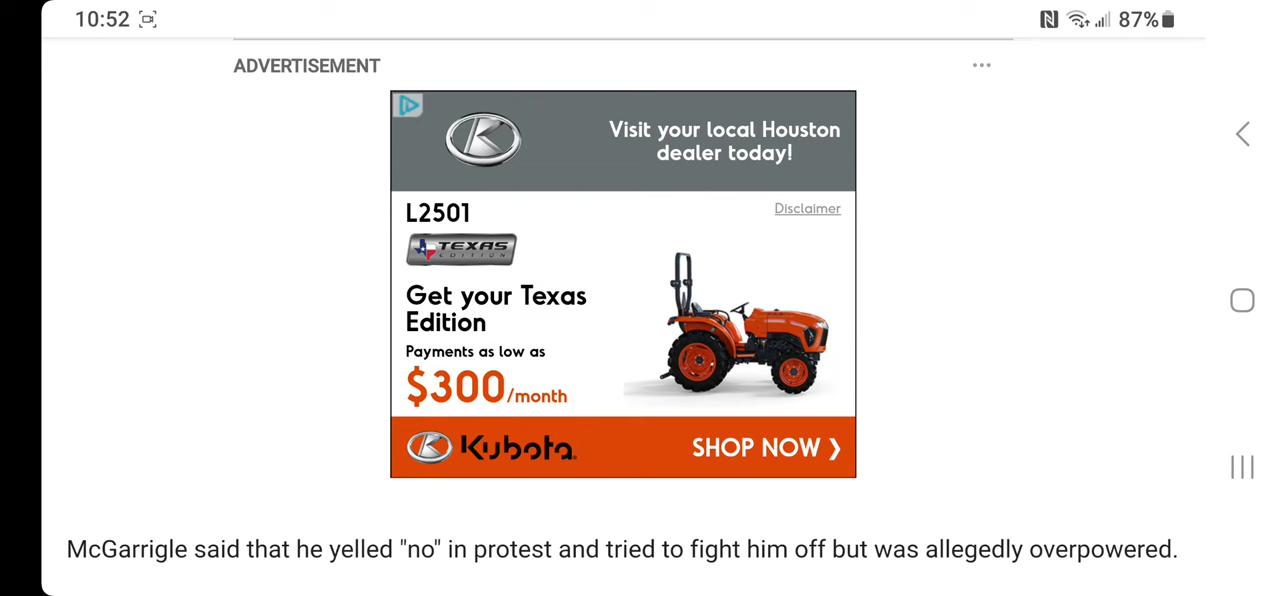 10:52
87%
ADVERTISEMENT
Visit your local Houston
dealer today!
L2501
Disclaimer
TEXAS
EDITION
Get your Texas
Edition
Payments as low as
$300/month
Kubota
SHOP NOW ❯
McGarrigle said that he yelled "no" in protest and tried to fight him off but was allegedly overpowered.